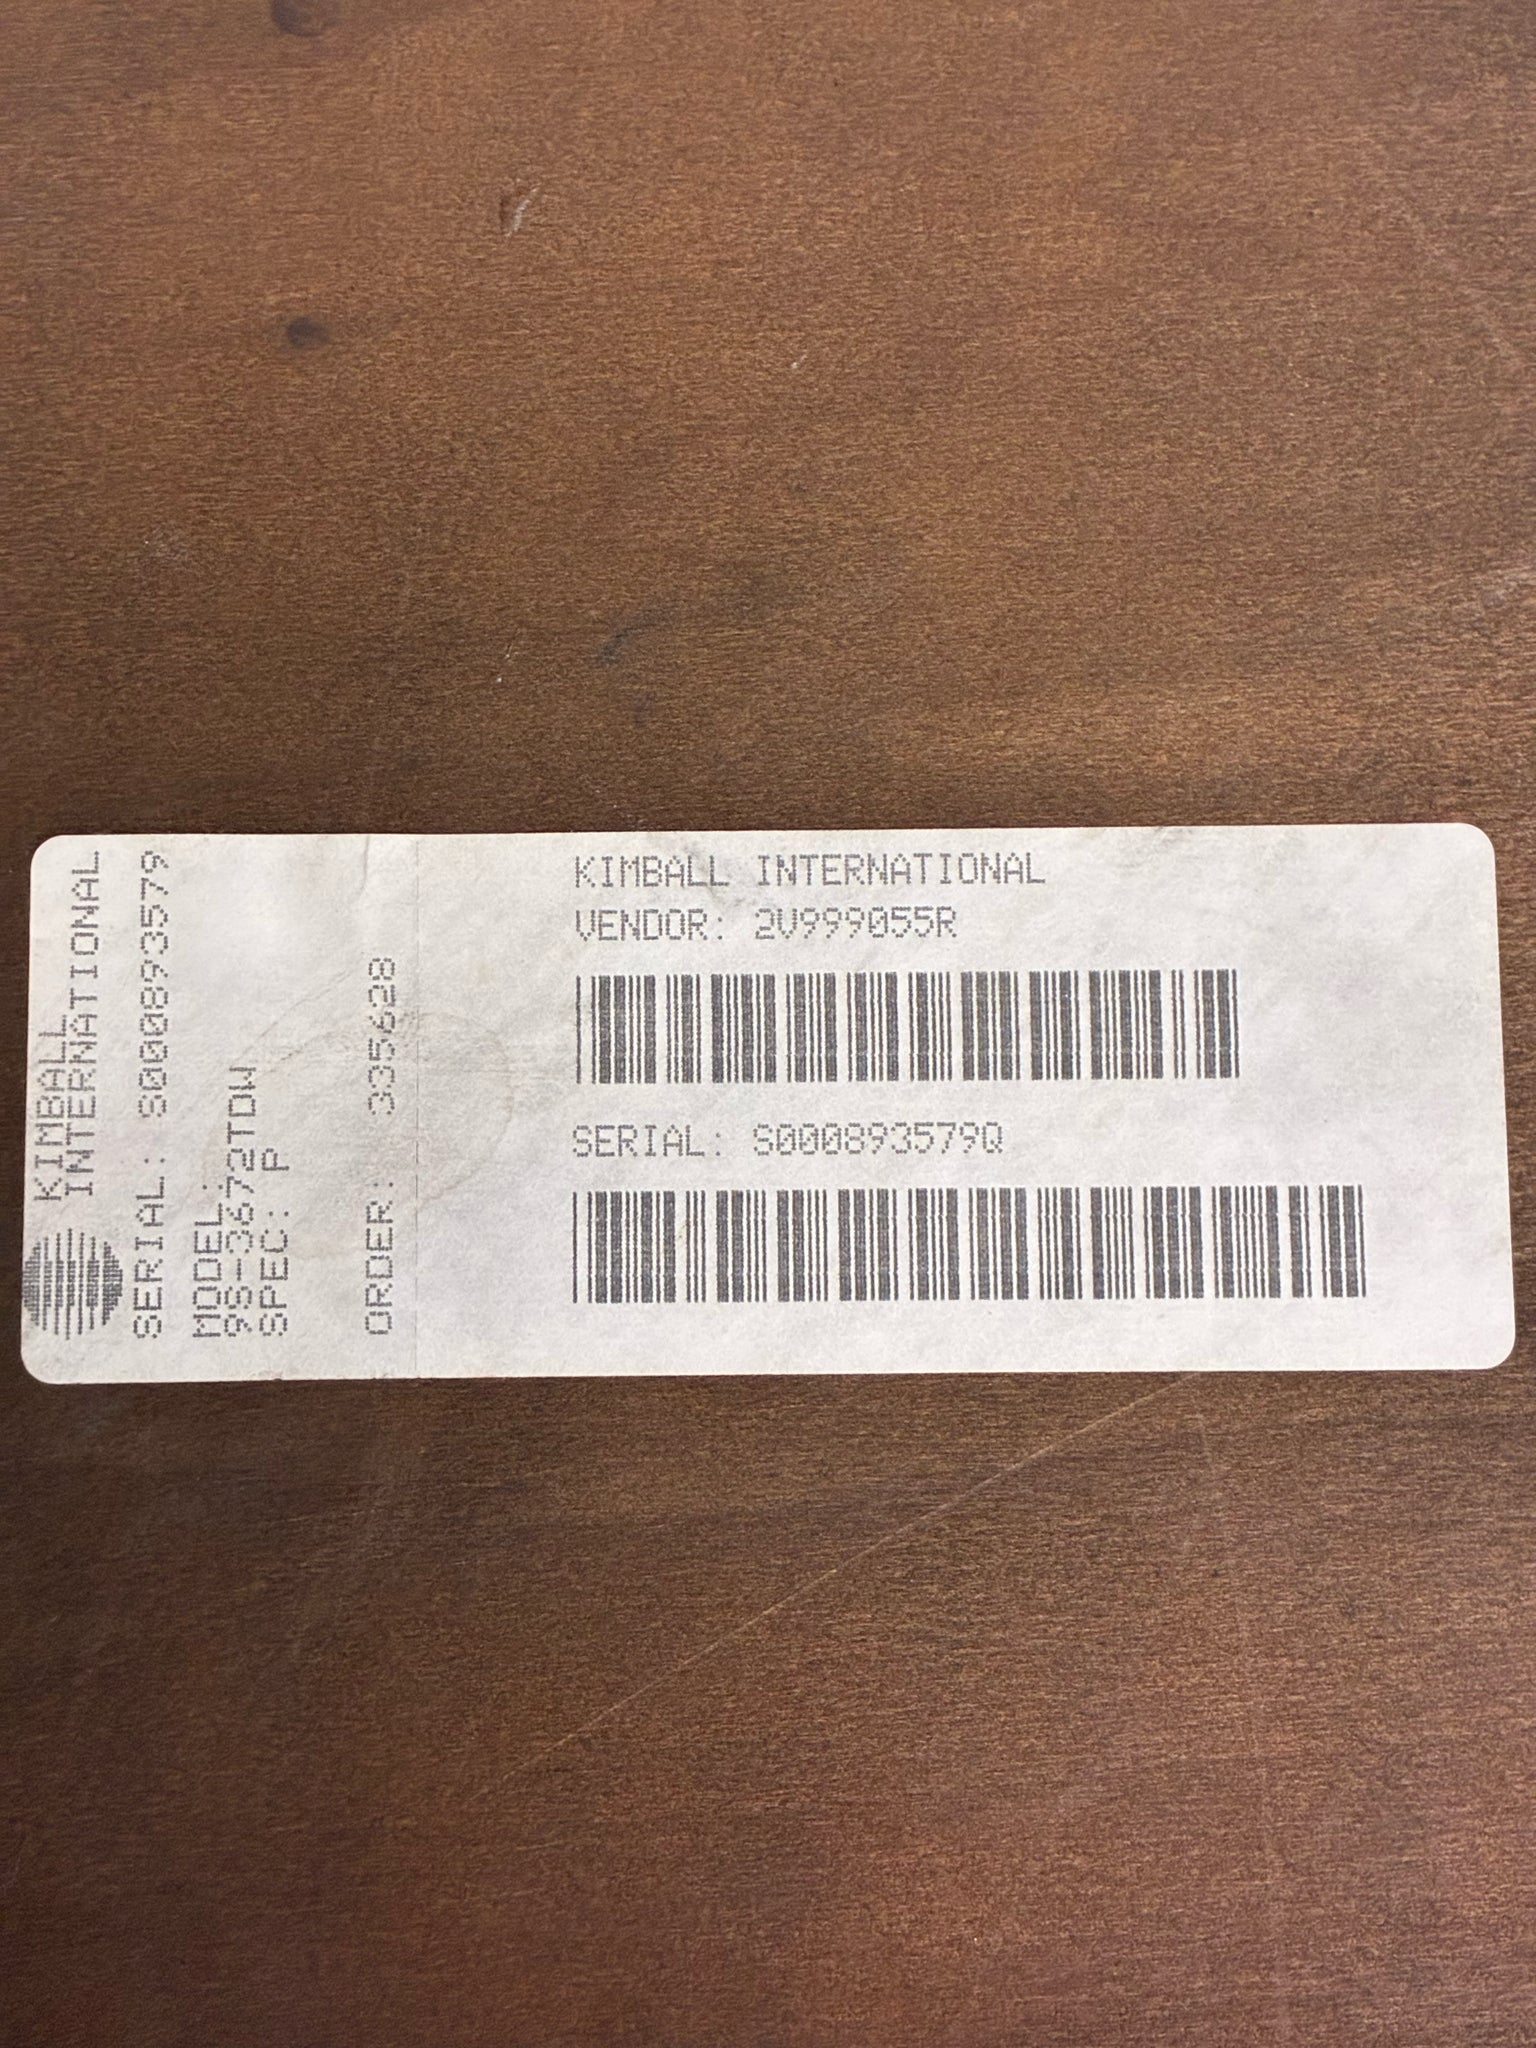 KIMBALL
INTERNATIONAL
SERIAL: S000893579
MODEL:
9S-3672TDW
SPEC: P
ORDER: 335628
KIMBALL INTERNATIONAL
VENDOR: 2V999055R
SERIAL: S000893579Q